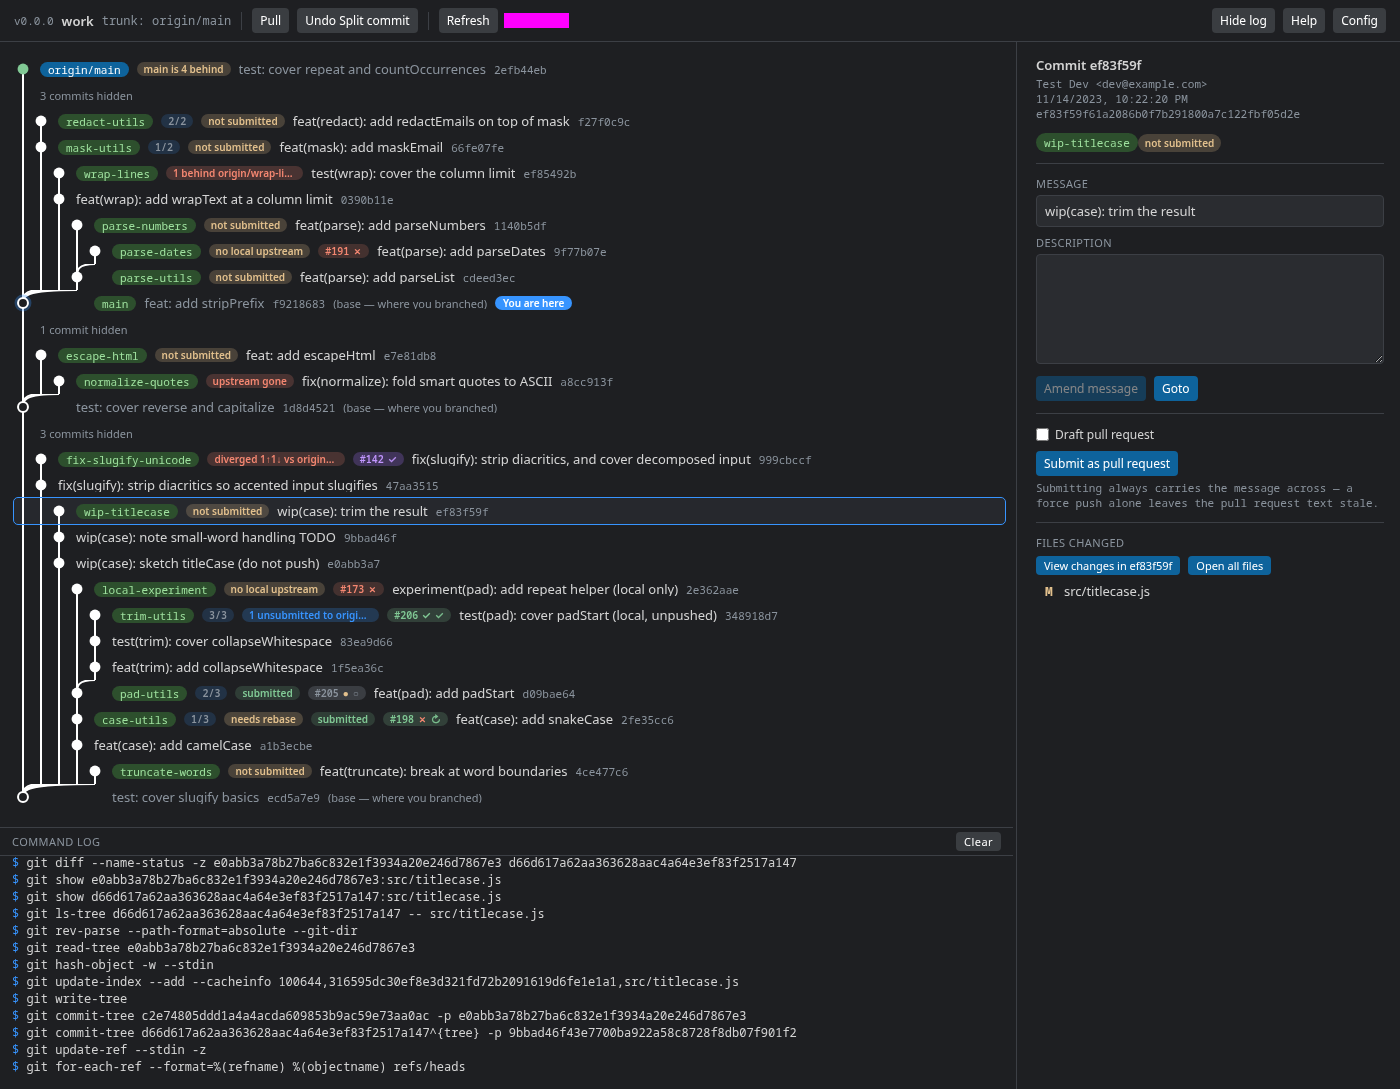 v0.0.0 work trunk: origin/main Pull Undo Split commit Refresh Hide log Help Config
origin/main main is 4 behind test: cover repeat and countOccurrences 2efb44eb
3 commits hidden
redact-utils 2/2 not submitted feat(redact): add redactEmails on top of mask f27f0c9c
mask-utils 1/2 not submitted feat(mask): add maskEmail 66fe07fe
wrap-lines 1 behind origin/wrap-li… test(wrap): cover the column limit ef85492b
feat(wrap): add wrapText at a column limit 0390b11e
parse-numbers not submitted feat(parse): add parseNumbers 1140b5df
parse-dates no local upstream #191 × feat(parse): add parseDates 9f77b07e
parse-utils not submitted feat(parse): add parseList cdeed3ec
main feat: add stripPrefix f9218683 (base — where you branched) You are here
1 commit hidden
escape-html not submitted feat: add escapeHtml e7e81db8
normalize-quotes upstream gone fix(normalize): fold smart quotes to ASCII a8cc913f
test: cover reverse and capitalize 1d8d4521 (base — where you branched)
3 commits hidden
fix-slugify-unicode diverged 1↑1↓ vs origin… #142 ✓ fix(slugify): strip diacritics, and cover decomposed input 999cbccf
fix(slugify): strip diacritics so accented input slugifies 47aa3515
wip-titlecase not submitted wip(case): trim the result ef83f59f
wip(case): note small-word handling TODO 9bbad46f
wip(case): sketch titleCase (do not push) e0abb3a7
local-experiment no local upstream #173 × experiment(pad): add repeat helper (local only) 2e362aae
trim-utils 3/3 1 unsubmitted to origi… #206 ✓ ✓ test(pad): cover padStart (local, unpushed) 348918d7
test(trim): cover collapseWhitespace 83ea9d66
feat(trim): add collapseWhitespace 1f5ea36c
pad-utils 2/3 submitted #205 ● ○ feat(pad): add padStart d09bae64
case-utils 1/3 needs rebase submitted #198 × ↻ feat(case): add snakeCase 2fe35cc6
feat(case): add camelCase a1b3ecbe
truncate-words not submitted feat(truncate): break at word boundaries 4ce477c6
test: cover slugify basics ecd5a7e9 (base — where you branched)
COMMAND LOG Clear
$ git diff --name-status -z e0abb3a78b27ba6c832e1f3934a20e246d7867e3 d66d617a62aa363628aac4a64e3ef83f2517a147
$ git show e0abb3a78b27ba6c832e1f3934a20e246d7867e3:src/titlecase.js
$ git show d66d617a62aa363628aac4a64e3ef83f2517a147:src/titlecase.js
$ git ls-tree d66d617a62aa363628aac4a64e3ef83f2517a147 -- src/titlecase.js
$ git rev-parse --path-format=absolute --git-dir
$ git read-tree e0abb3a78b27ba6c832e1f3934a20e246d7867e3
$ git hash-object -w --stdin
$ git update-index --add --cacheinfo 100644,316595dc30ef8e3d321fd72b2091619d6fe1e1a1,src/titlecase.js
$ git write-tree
$ git commit-tree c2e74805ddd1a4a4acda609853b9ac59e73aa0ac -p e0abb3a78b27ba6c832e1f3934a20e246d7867e3
$ git commit-tree d66d617a62aa363628aac4a64e3ef83f2517a147^{tree} -p 9bbad46f43e7700ba922a58c8728f8db07f901f2
$ git update-ref --stdin -z
$ git for-each-ref --format=%(refname) %(objectname) refs/heads
Commit ef83f59f
Test Dev <dev@example.com>
11/14/2023, 10:22:20 PM
ef83f59f61a2086b0f7b291800a7c122fbf05d2e
wip-titlecase not submitted
MESSAGE
wip(case): trim the result
DESCRIPTION
Amend message Goto
Draft pull request
Submit as pull request
Submitting always carries the message across — a
force push alone leaves the pull request text stale.
FILES CHANGED
View changes in ef83f59f Open all files
M src/titlecase.js